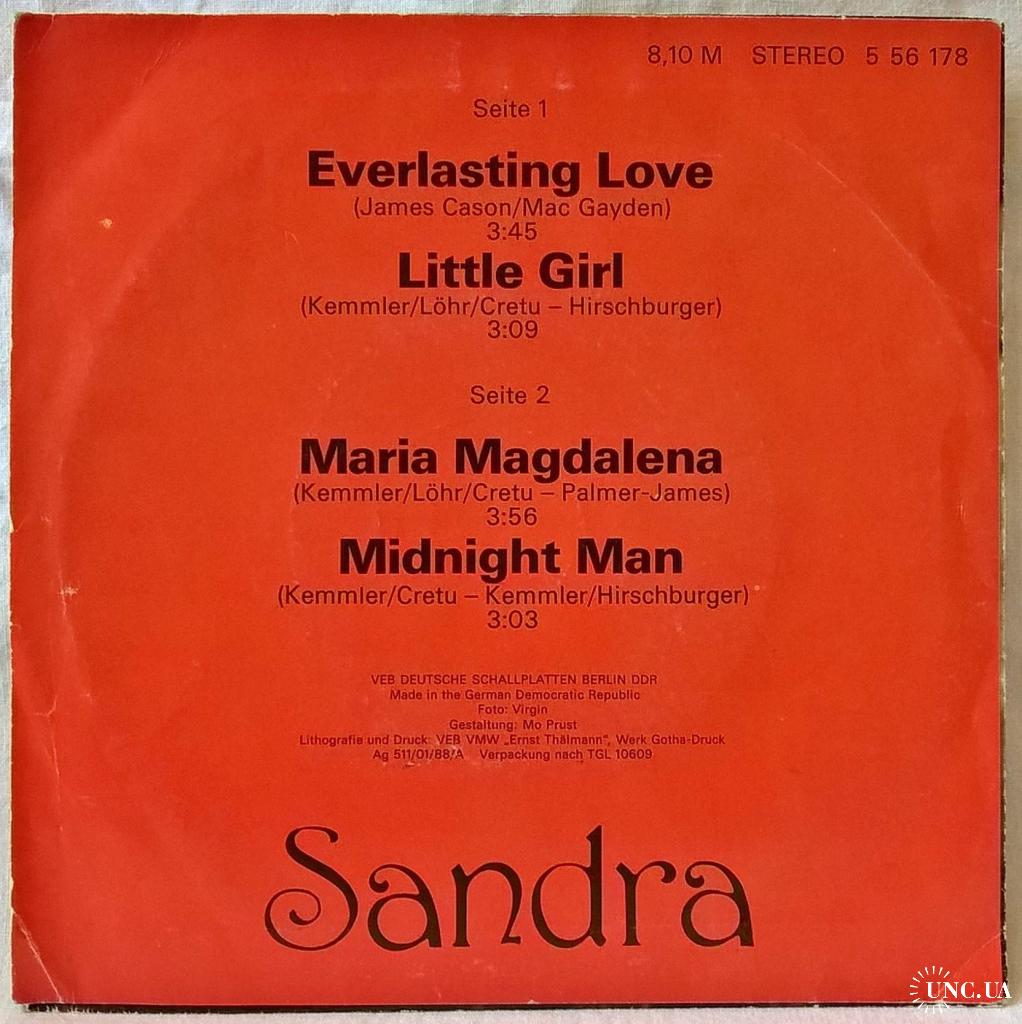 8,10 M STEREO 5 56 178
Seite 1
Everlasting Love
(James Cason/Mac Gayden)
3:45
Little Girl
(Kemmler/Löhr/Cretu – Hirschburger)
3:09
Seite 2
Maria Magdalena
(Kemmler/Löhr/Cretu – Palmer-James)
3:56
Midnight Man
(Kemmler/Cretu – Kemmler/Hirschburger)
3:03
VEB DEUTSCHE SCHALLPLATTEN BERLIN DDR
Made in the German Democratic Republic
Foto: Virgin
Gestaltung: Mo Prust
Lithografie und Druck: VEB VMW „Ernst Thälmann“, Werk Gotha-Druck
Ag 511/01/88/A Verpackung nach TGL 10609
Sandra
UNC.UA